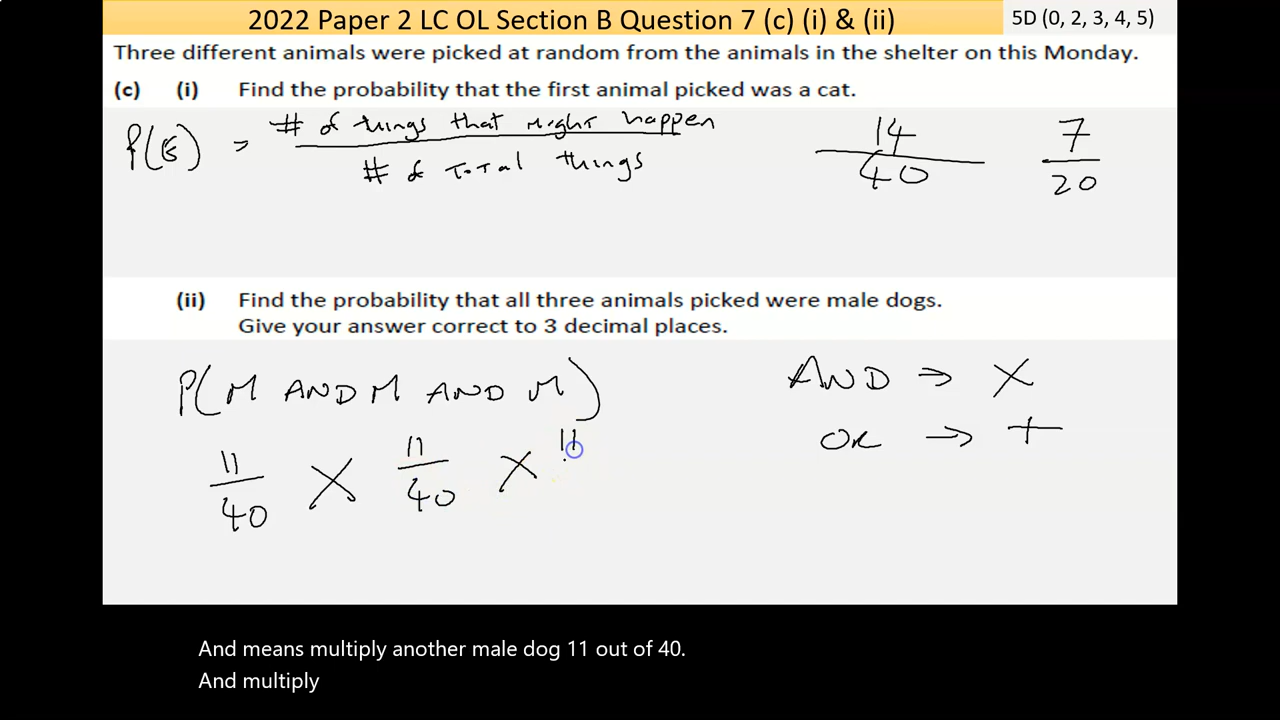 2022 Paper 2 LC OL Section B Question 7 (c) (i) & (ii)
5D (0, 2, 3, 4, 5)
Three different animals were picked at random from the animals in the shelter on this Monday.
(c) (i) Find the probability that the first animal picked was a cat.
P(E) = # of things that might happen / # of Total things
14/40
7/20
(ii) Find the probability that all three animals picked were male dogs.
Give your answer correct to 3 decimal places.
P(M AND M AND M)
AND → X
OR → +
11/40 X 11/40 X 11
And means multiply another male dog 11 out of 40.
And multiply